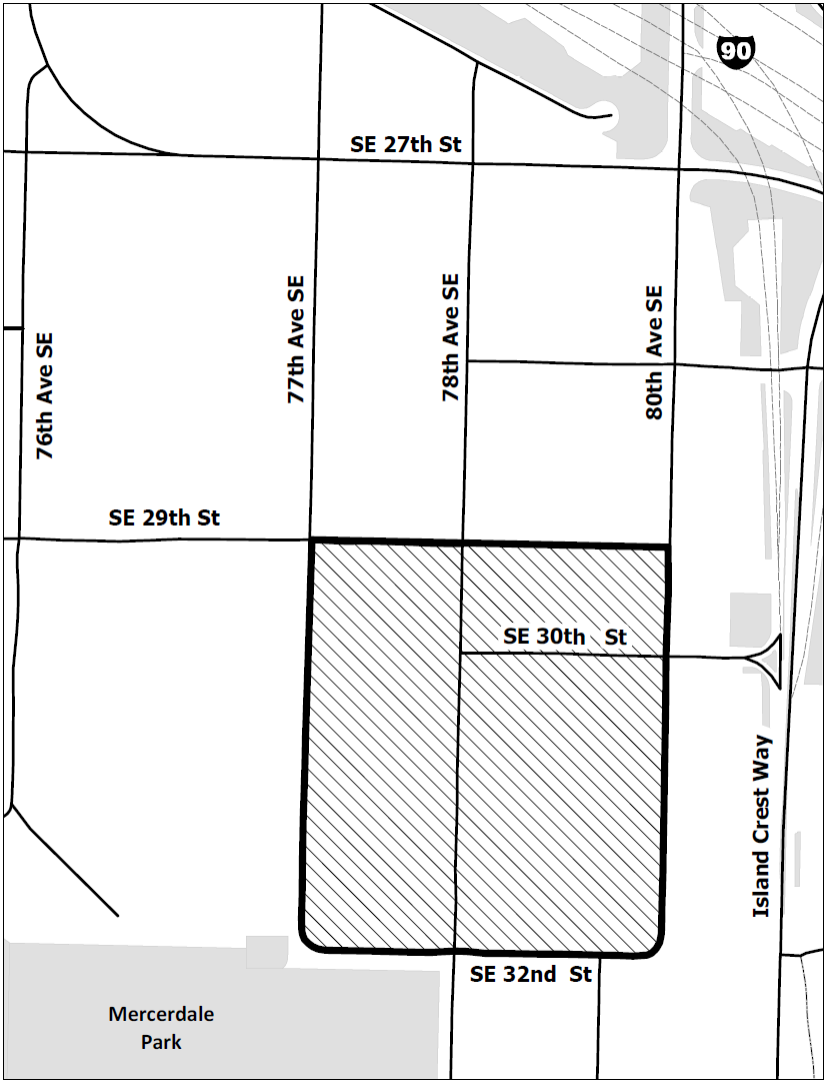 90
SE 27th St
76th Ave SE
77th Ave SE
78th Ave SE
80th Ave SE
SE 29th St
SE 30th St
Island Crest Way
SE 32nd St
Mercerdale
Park